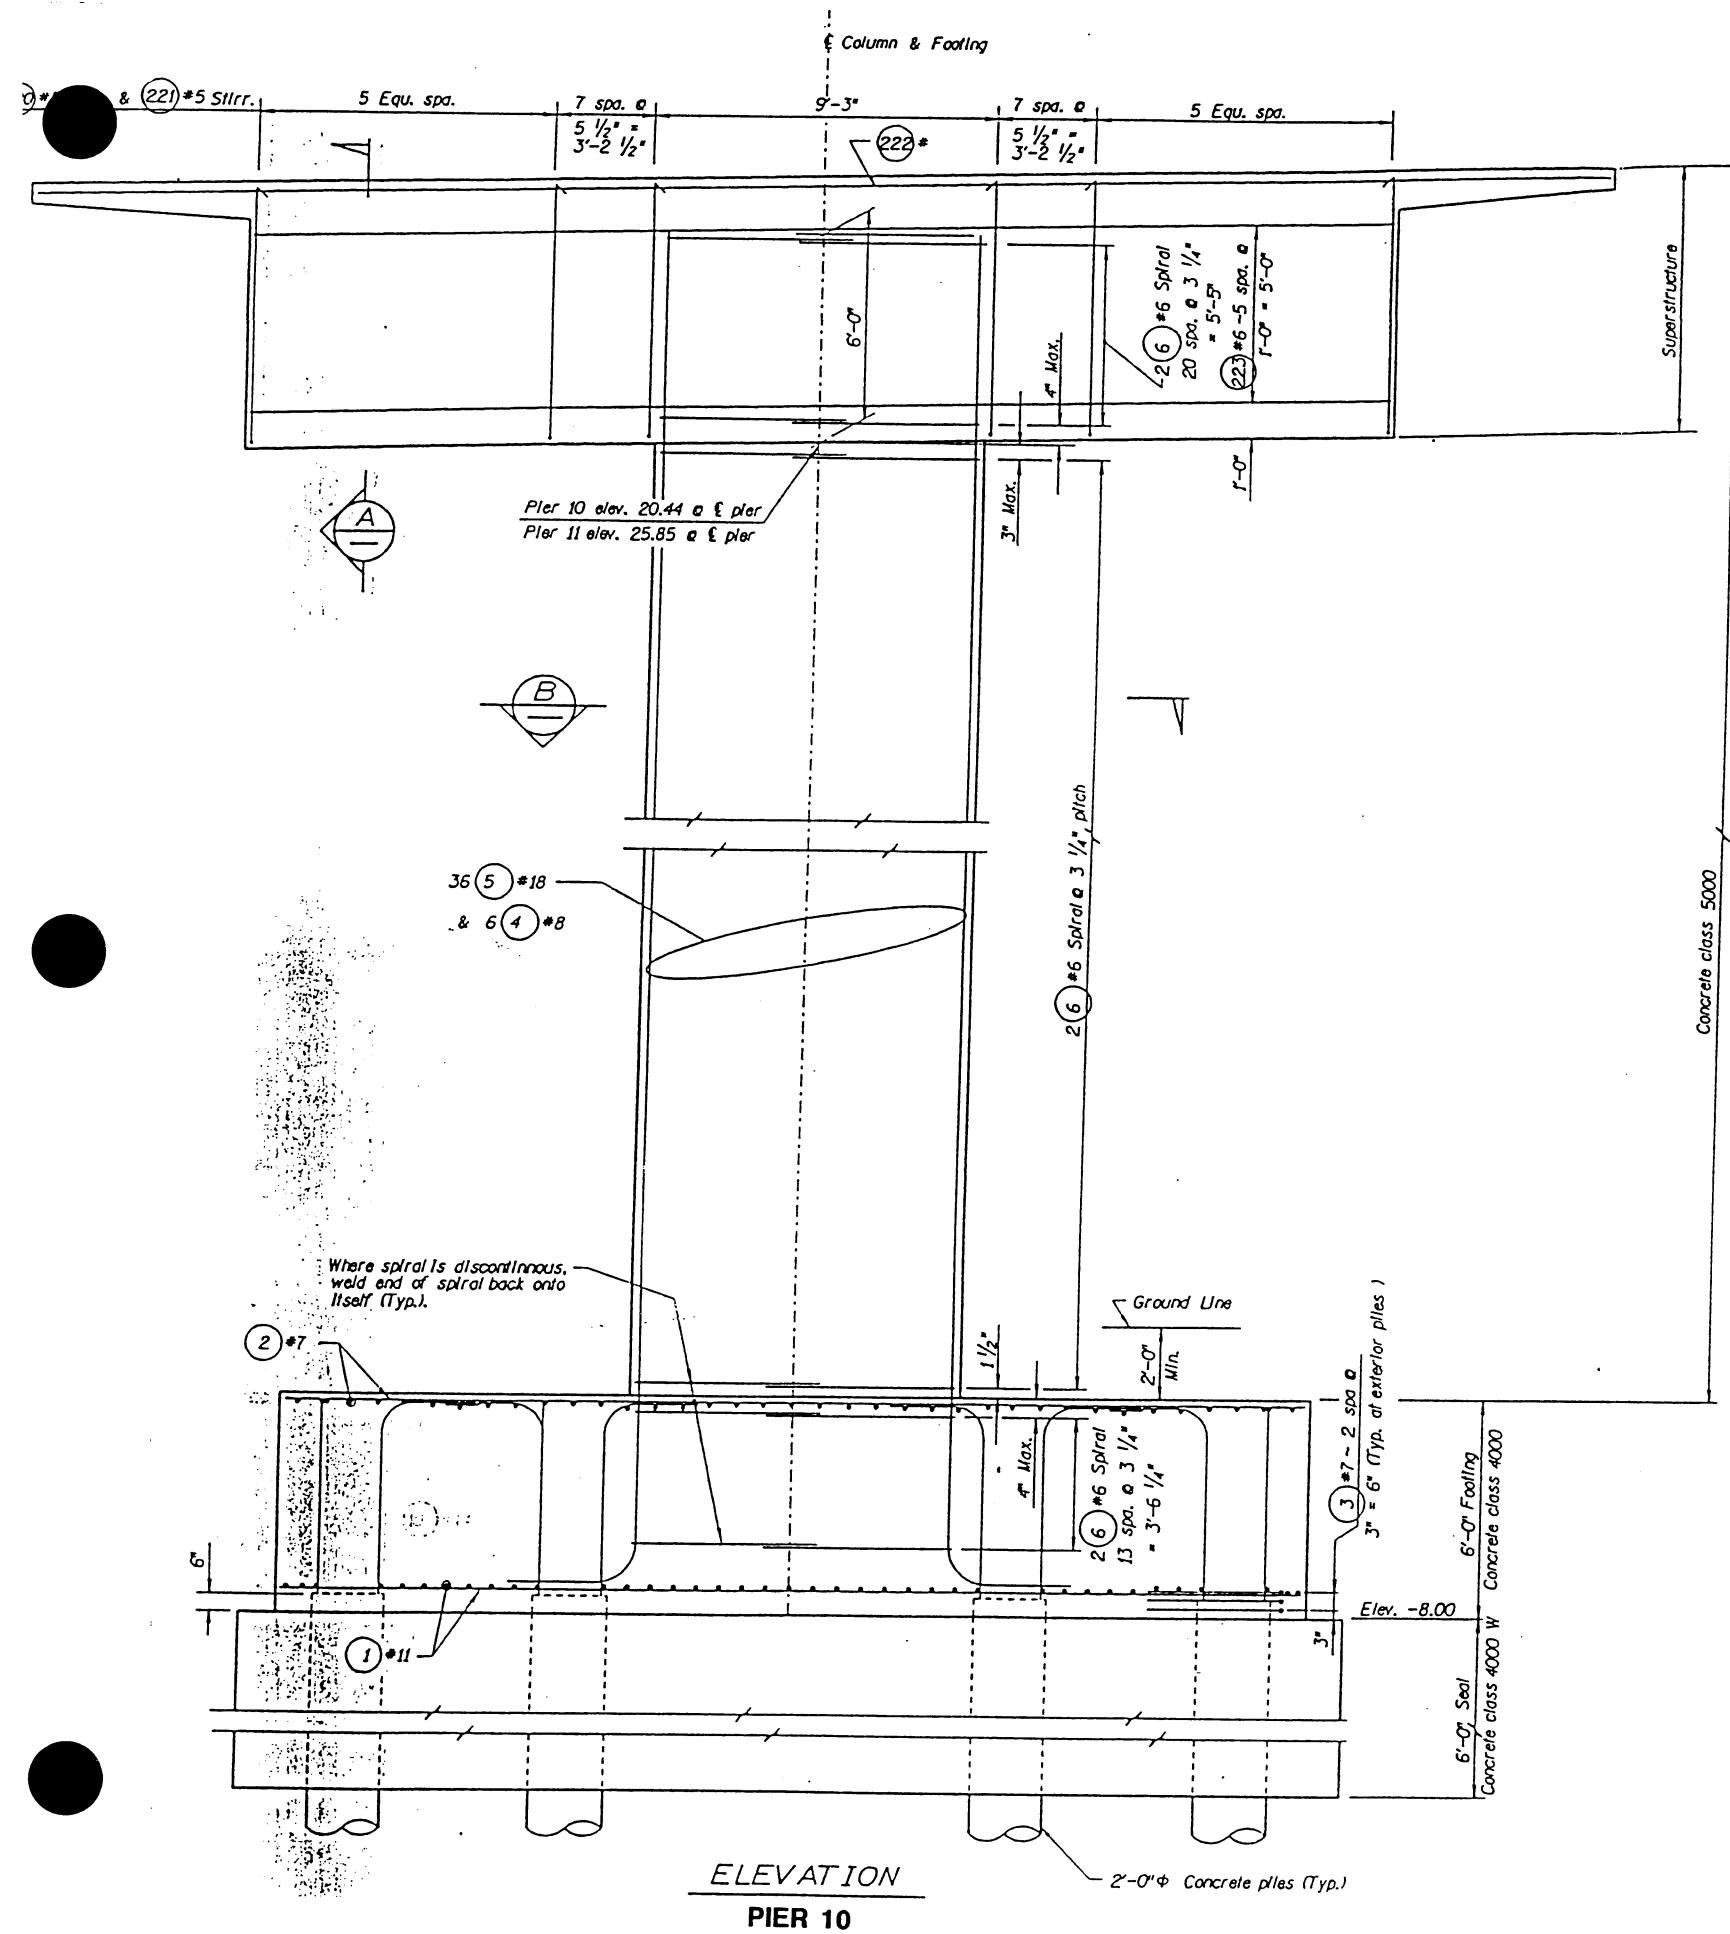 ℄ Column & Footing
& 221 #5 Stirr.
5 Equ. spa.
7 spa. @
5 1/2" =
3'-2 1/2"
9'-3"
7 spa. @
5 1/2" =
3'-2 1/2"
5 Equ. spa.
222 #
6'-0"
4" Max.
2 6 #6 Spiral
20 spa. @ 3 1/4"
= 5'-5"
223 #6 -5 spa. @
1'-0" = 5'-0"
Superstructure
1'-0"
3" Max.
A
Pier 10 elev. 20.44 @ ℄ pier
Pier 11 elev. 25.85 @ ℄ pier
B
2 6 #6 Spiral @ 3 1/4", pitch
Concrete class 5000
36 5 #18
& 6 4 #8
Where spiral is discontinnous,
weld end of spiral back onto
itself (Typ.).
2 #7
Ground Line
1 1/2"
2'-0"
Min.
4" Max.
2 6 #6 Spiral
13 spa. @ 3 1/4"
= 3'-6 1/4"
3 #7 - 2 spa @
3" = 6" (Typ. at exterior piles )
6'-0" Footing
Concrete class 4000
6"
Elev. -8.00
3"
1 #11
6'-0" Seal
Concrete class 4000 W
2'-0"Φ Concrete piles (Typ.)
ELEVATION
PIER 10